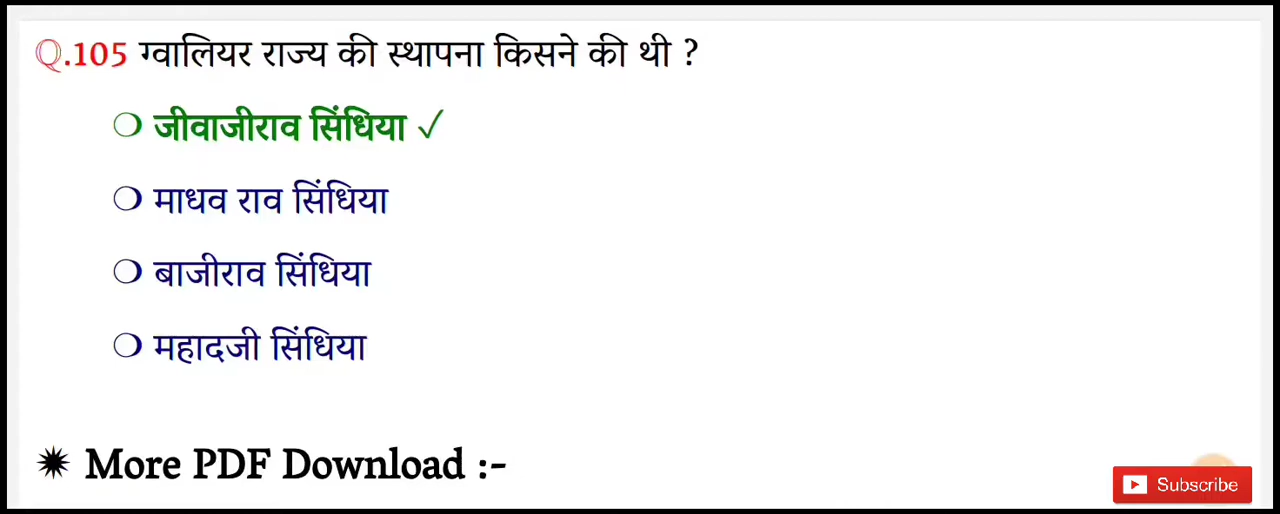 Q.105 ग्वालियर राज्य की स्थापना किसने की थी ?
❍ जीवाजीराव सिंधिया ✓
❍ माधव राव सिंधिया
❍ बाजीराव सिंधिया
❍ महादजी सिंधिया
✷ More PDF Download :-
Subscribe